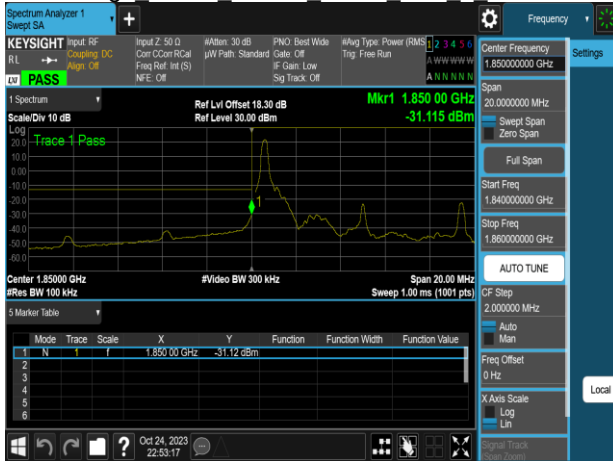 Spectrum Analyzer 1
Swept SA
Frequency
KEYSIGHT
RL
LXI PASS
Input: RF
Coupling: DC
Align: Off
Input Z: 50 Ω
Corr CCorr RCal
Freq Ref: Int (S)
NFE: Off
#Atten: 30 dB
µW Path: Standard
PNO: Best Wide
Gate: Off
IF Gain: Low
Sig Track: Off
#Avg Type: Power (RMS
Trig: Free Run
1 2 3 4 5 6
A W W W W W
A N N N N N
1 Spectrum
Scale/Div 10 dB
Ref Lvl Offset 18.30 dB
Ref Level 30.00 dBm
Mkr1 1.850 00 GHz
-31.115 dBm
Log
Trace 1 Pass
20.0
10.0
0.00
-10.0
-20.0
-30.0
-40.0
-50.0
-60.0
1
Center 1.85000 GHz
#Res BW 100 kHz
#Video BW 300 kHz
Span 20.00 MHz
Sweep 1.00 ms (1001 pts)
5 Marker Table
Mode Trace Scale X Y Function Function Width Function Value
1 N 1 f 1.850 00 GHz -31.12 dBm
2
3
4
5
6
Oct 24, 2023
22:53:17
Center Frequency
1.850000000 GHz
Settings
Span
20.0000000 MHz
Swept Span
Zero Span
Full Span
Start Freq
1.840000000 GHz
Stop Freq
1.860000000 GHz
AUTO TUNE
CF Step
2.000000 MHz
Auto
Man
Freq Offset
0 Hz
Local
X Axis Scale
Log
Lin
Signal Track
(Span Zoom)